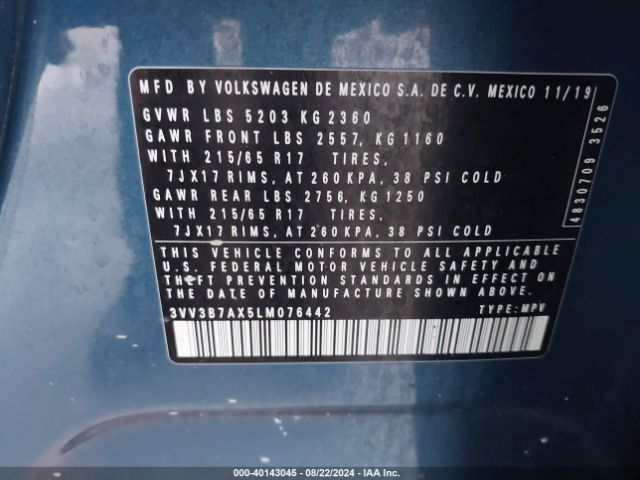 MFD BY VOLKSWAGEN DE MEXICO S.A. DE C.V. MEXICO 11/19
GVWR LBS 5203 KG 2360
GAWR FRONT LBS 2557, KG 1160
WITH 215/65 R17 TIRES,
7JX17 RIMS, AT 260 KPA, 38 PSI COLD
GAWR REAR LBS 2756, KG 1250
WITH 215/65 R17 TIRES,
7JX17 RIMS, AT 260 KPA, 38 PSI COLD
4830709 3526
THIS VEHICLE CONFORMS TO ALL APPLICABLE
U.S. FEDERAL MOTOR VEHICLE SAFETY AND
THEFT PREVENTION STANDARDS IN EFFECT ON
THE DATE OF MANUFACTURE SHOWN ABOVE.
3VV3B7AX5LM076442 TYPE: MPV
000-40143045 - 08/22/2024 - IAA Inc.